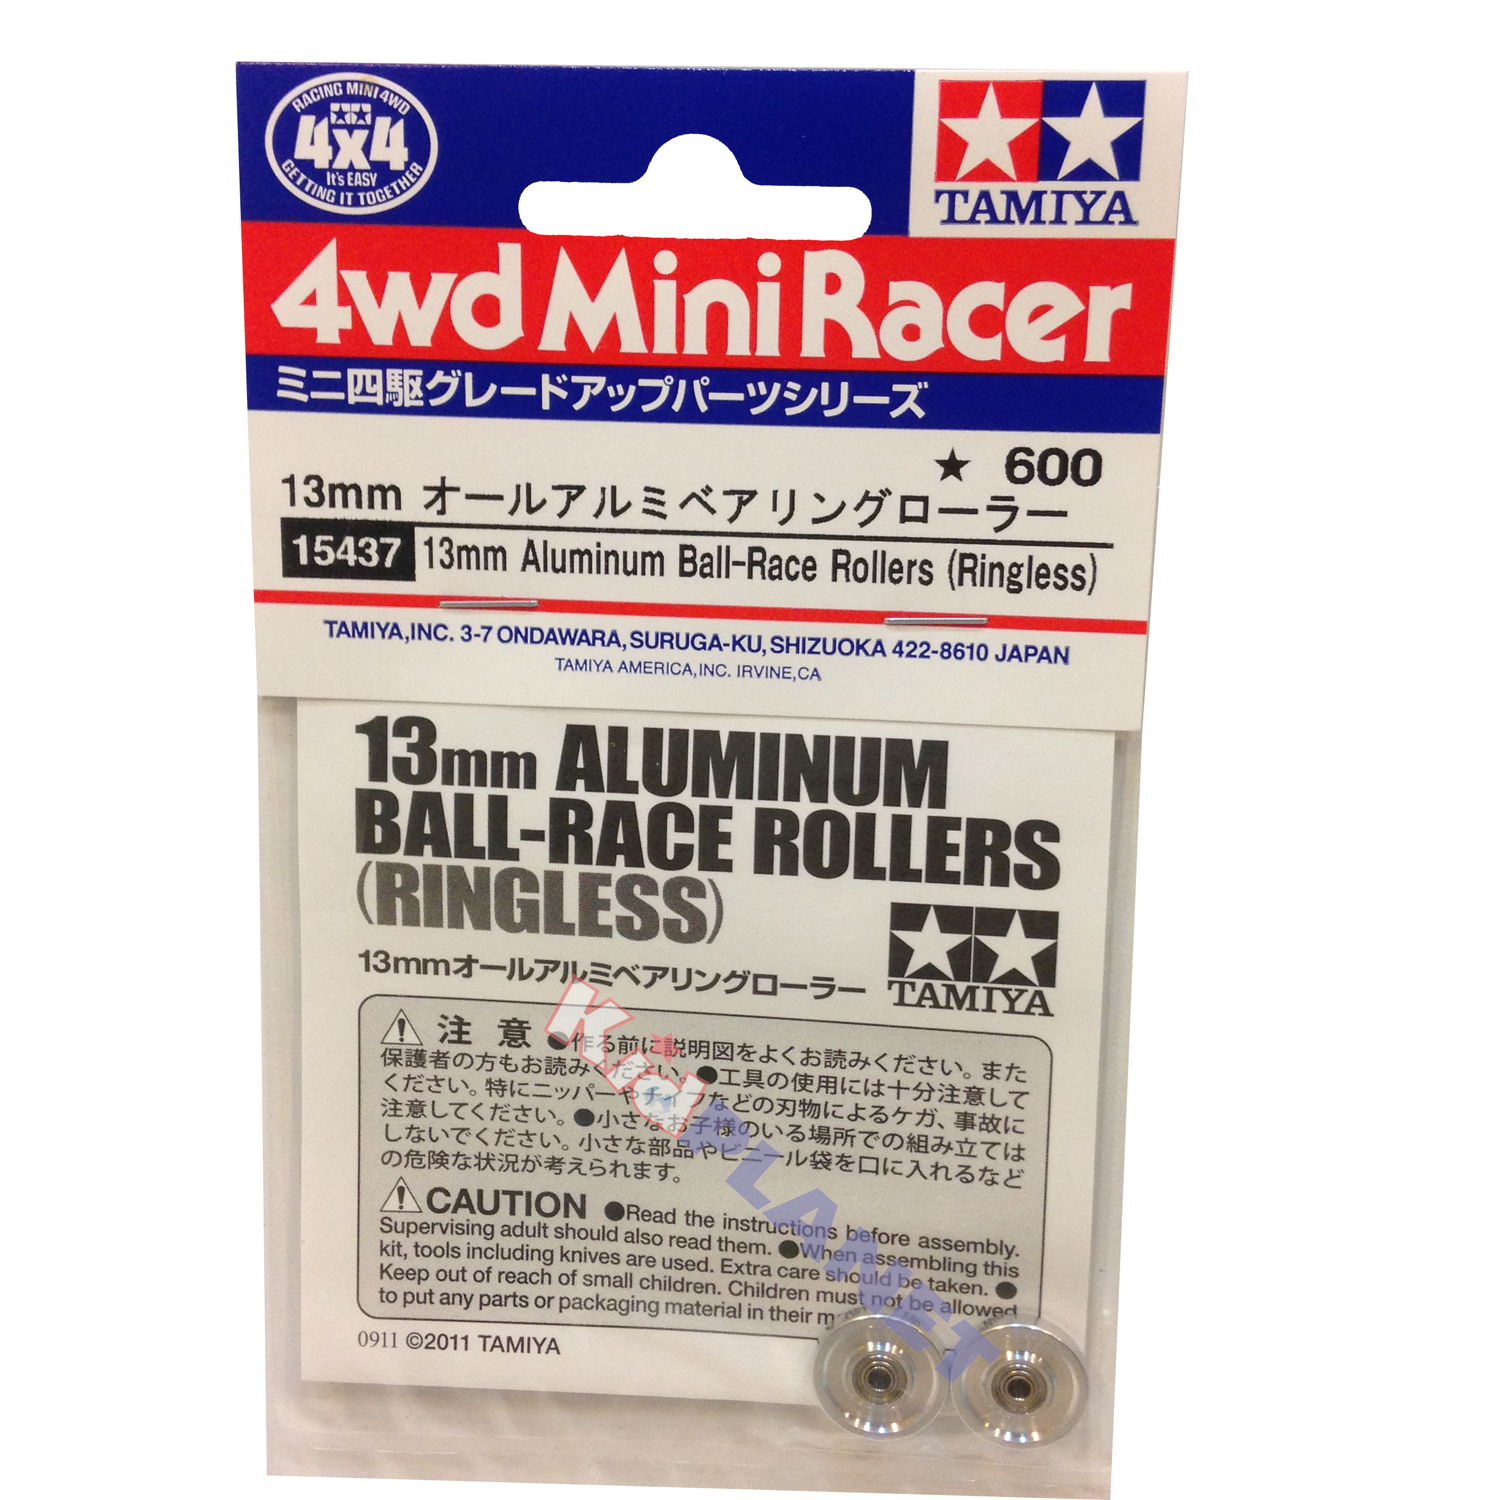 RACING MINI 4WD
4x4
It's EASY
GETTING IT TOGETHER
TAMIYA
4wd Mini Racer
ミニ四駆グレードアップパーツシリーズ
★ 600
13mm オールアルミベアリングローラー
15437 13mm Aluminum Ball-Race Rollers (Ringless)
TAMIYA,INC. 3-7 ONDAWARA, SURUGA-KU, SHIZUOKA 422-8610 JAPAN
TAMIYA AMERICA,INC. IRVINE,CA
13mm ALUMINUM
BALL-RACE ROLLERS
(RINGLESS)
13mmオールアルミベアリングローラー
TAMIYA
注意 ●作る前に説明図をよくお読みください。また
保護者の方もお読みください。●工具の使用には十分注意して
ください。特にニッパーやナイフなどの刃物によるケガ、事故に
注意してください。●小さなお子様のいる場所での組み立ては
しないでください。小さな部品やビニール袋を口に入れるなど
の危険な状況が考えられます。
CAUTION ●Read the instructions before assembly.
Supervising adult should also read them. ●When assembling this
kit, tools including knives are used. Extra care should be taken. ●
Keep out of reach of small children. Children must not be allowed
to put any parts or packaging material in their
0911 ©2011 TAMIYA
Kid PLANET